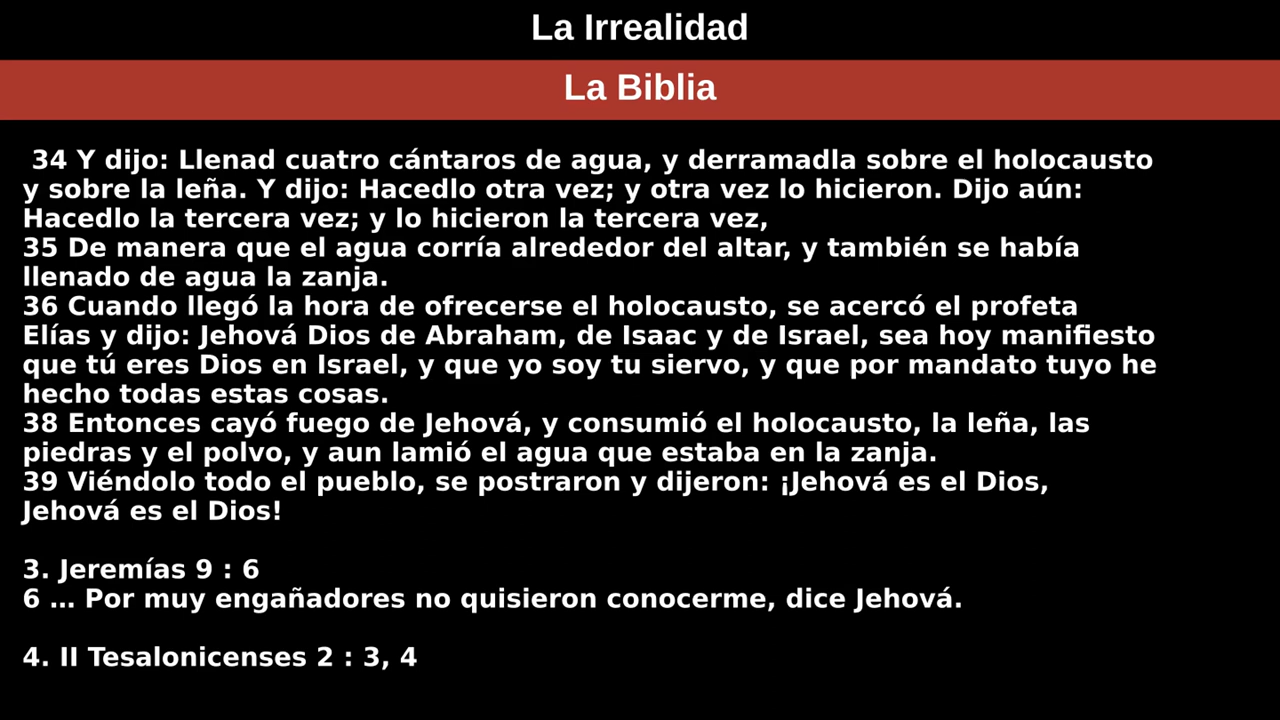 La Irrealidad
La Biblia
34 Y dijo: Llenad cuatro cántaros de agua, y derramadla sobre el holocausto
y sobre la leña. Y dijo: Hacedlo otra vez; y otra vez lo hicieron. Dijo aún:
Hacedlo la tercera vez; y lo hicieron la tercera vez,
35 De manera que el agua corría alrededor del altar, y también se había
llenado de agua la zanja.
36 Cuando llegó la hora de ofrecerse el holocausto, se acercó el profeta
Elías y dijo: Jehová Dios de Abraham, de Isaac y de Israel, sea hoy manifiesto
que tú eres Dios en Israel, y que yo soy tu siervo, y que por mandato tuyo he
hecho todas estas cosas.
38 Entonces cayó fuego de Jehová, y consumió el holocausto, la leña, las
piedras y el polvo, y aun lamió el agua que estaba en la zanja.
39 Viéndolo todo el pueblo, se postraron y dijeron: ¡Jehová es el Dios,
Jehová es el Dios!
3. Jeremías 9 : 6
6 … Por muy engañadores no quisieron conocerme, dice Jehová.
4. II Tesalonicenses 2 : 3, 4